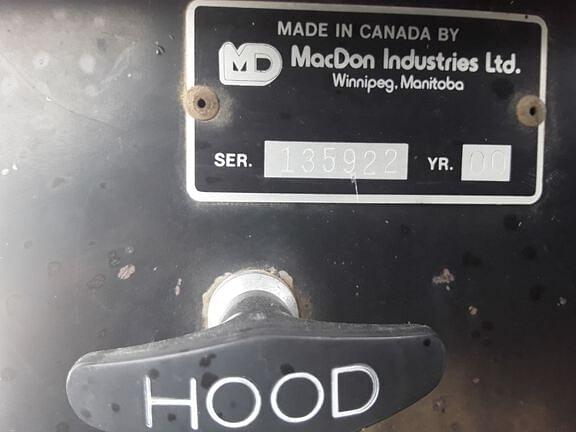 MADE IN CANADA BY
MD MacDon Industries Ltd.
Winnipeg, Manitoba
SER. 135922 YR. 00
HOOD